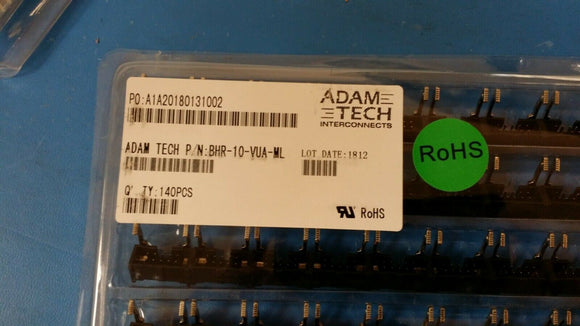 PO:A1A20180131002
ADAM
TECH
INTERCONNECTS
ADAM TECH P/N:BHR-10-VUA-ML
LOT DATE:1812
RoHS
Q'TY:140PCS
RoHS